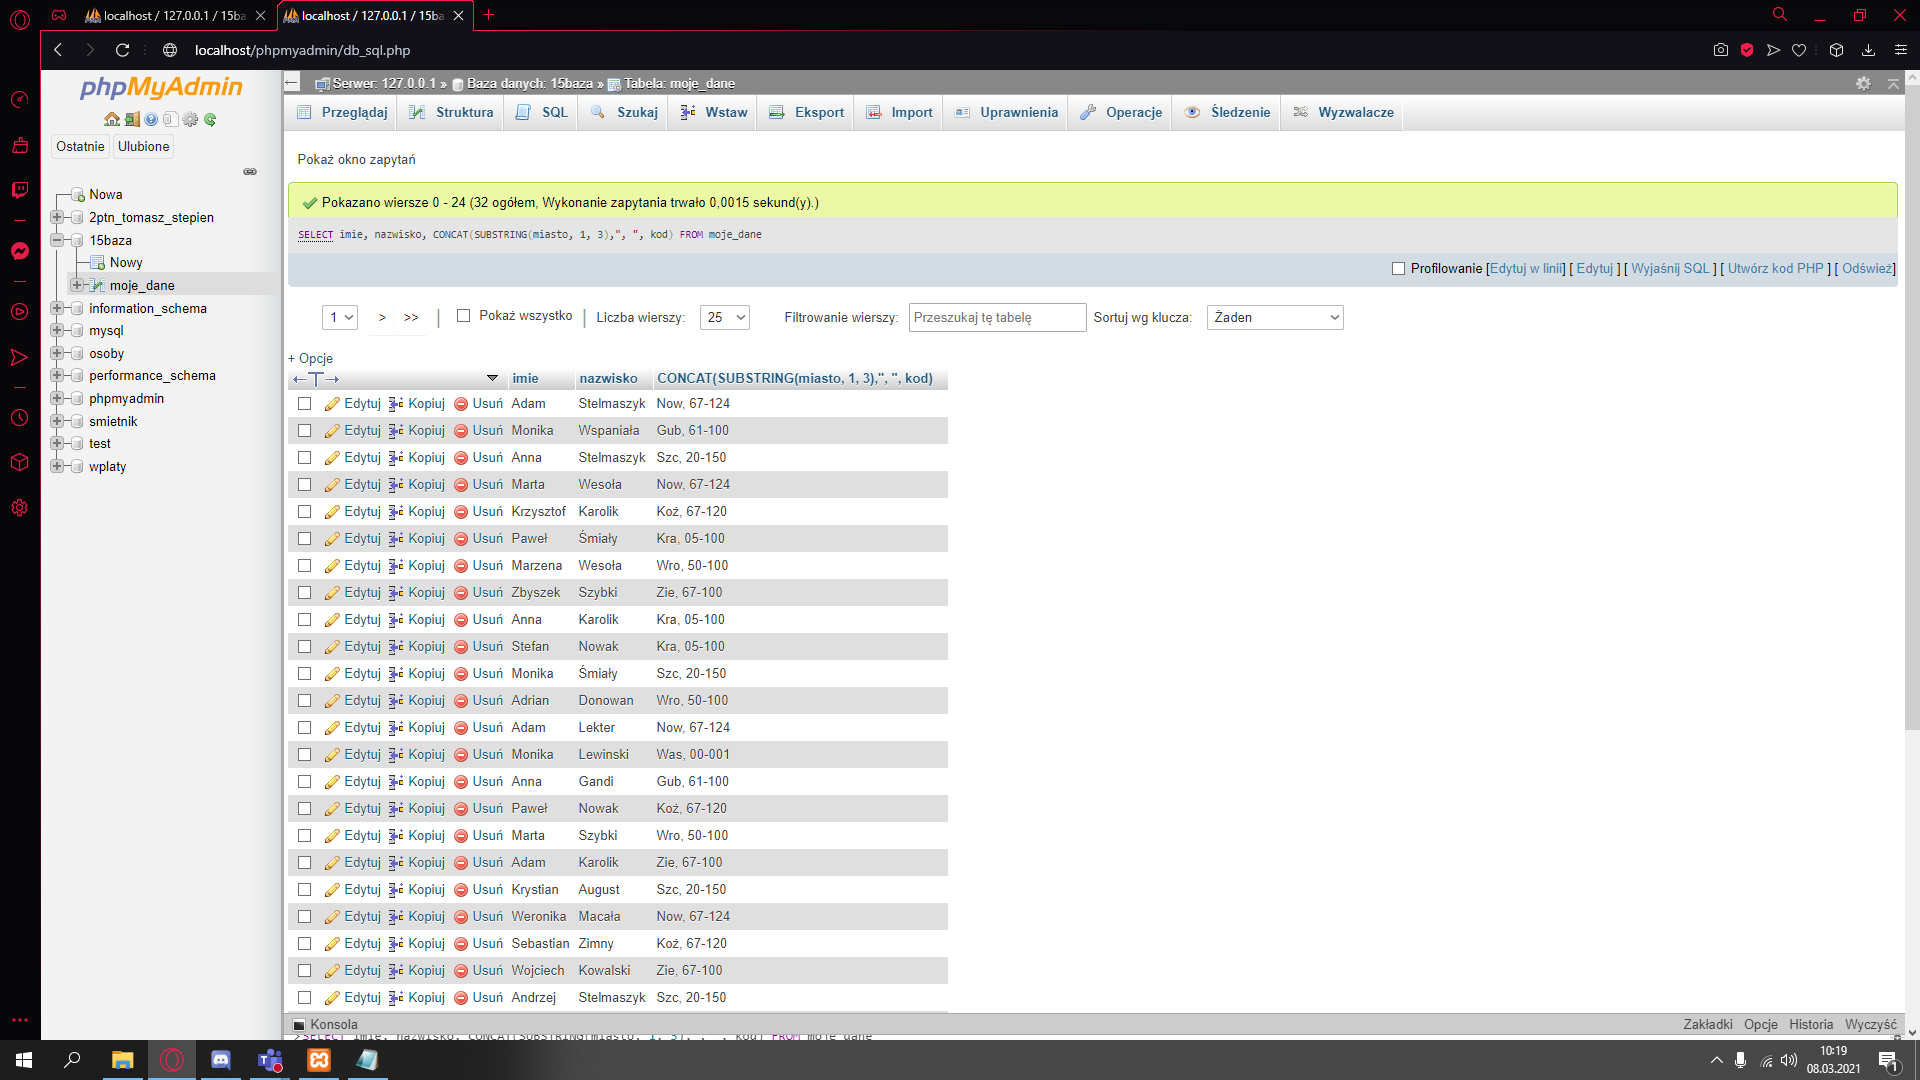 localhost / 127.0.0.1 / 15ba
localhost / 127.0.0.1 / 15ba
localhost/phpmyadmin/db_sql.php
phpMyAdmin
Ostatnie Ulubione
Nowa
2ptn_tomasz_stepien
15baza
Nowy
moje_dane
information_schema
mysql
osoby
performance_schema
phpmyadmin
smietnik
test
wplaty
Serwer: 127.0.0.1 » Baza danych: 15baza » Tabela: moje_dane
Przeglądaj Struktura SQL Szukaj Wstaw Eksport Import Uprawnienia Operacje Śledzenie Wyzwalacze
Pokaż okno zapytań
Pokazano wiersze 0 - 24 (32 ogółem, Wykonanie zapytania trwało 0,0015 sekund(y).)
SELECT imie, nazwisko, CONCAT(SUBSTRING(miasto, 1, 3),", ", kod) FROM moje_dane
Profilowanie [Edytuj w linii] [ Edytuj ] [ Wyjaśnij SQL ] [ Utwórz kod PHP ] [ Odśwież]
1 > >> | Pokaż wszystko | Liczba wierszy: 25 Filtrowanie wierszy: Przeszukaj tę tabelę Sortuj wg klucza: Żaden
+ Opcje
←T→ imie nazwisko CONCAT(SUBSTRING(miasto, 1, 3),", ", kod)
Edytuj Kopiuj Usuń Adam Stelmaszyk Now, 67-124
Edytuj Kopiuj Usuń Monika Wspaniała Gub, 61-100
Edytuj Kopiuj Usuń Anna Stelmaszyk Szc, 20-150
Edytuj Kopiuj Usuń Marta Wesoła Now, 67-124
Edytuj Kopiuj Usuń Krzysztof Karolik Koż, 67-120
Edytuj Kopiuj Usuń Paweł Śmiały Kra, 05-100
Edytuj Kopiuj Usuń Marzena Wesoła Wro, 50-100
Edytuj Kopiuj Usuń Zbyszek Szybki Zie, 67-100
Edytuj Kopiuj Usuń Anna Karolik Kra, 05-100
Edytuj Kopiuj Usuń Stefan Nowak Kra, 05-100
Edytuj Kopiuj Usuń Monika Śmiały Szc, 20-150
Edytuj Kopiuj Usuń Adrian Donowan Wro, 50-100
Edytuj Kopiuj Usuń Adam Lekter Now, 67-124
Edytuj Kopiuj Usuń Monika Lewinski Was, 00-001
Edytuj Kopiuj Usuń Anna Gandi Gub, 61-100
Edytuj Kopiuj Usuń Paweł Nowak Koż, 67-120
Edytuj Kopiuj Usuń Marta Szybki Wro, 50-100
Edytuj Kopiuj Usuń Adam Karolik Zie, 67-100
Edytuj Kopiuj Usuń Krystian August Szc, 20-150
Edytuj Kopiuj Usuń Weronika Macała Now, 67-124
Edytuj Kopiuj Usuń Sebastian Zimny Koż, 67-120
Edytuj Kopiuj Usuń Wojciech Kowalski Zie, 67-100
Edytuj Kopiuj Usuń Andrzej Stelmaszyk Szc, 20-150
Konsola Zakładki Opcje Historia Wyczyść
>SELECT imie, nazwisko, CONCAT(SUBSTRING(miasto, 1, 3), kod) FROM moje_dane
10:19
08.03.2021
1